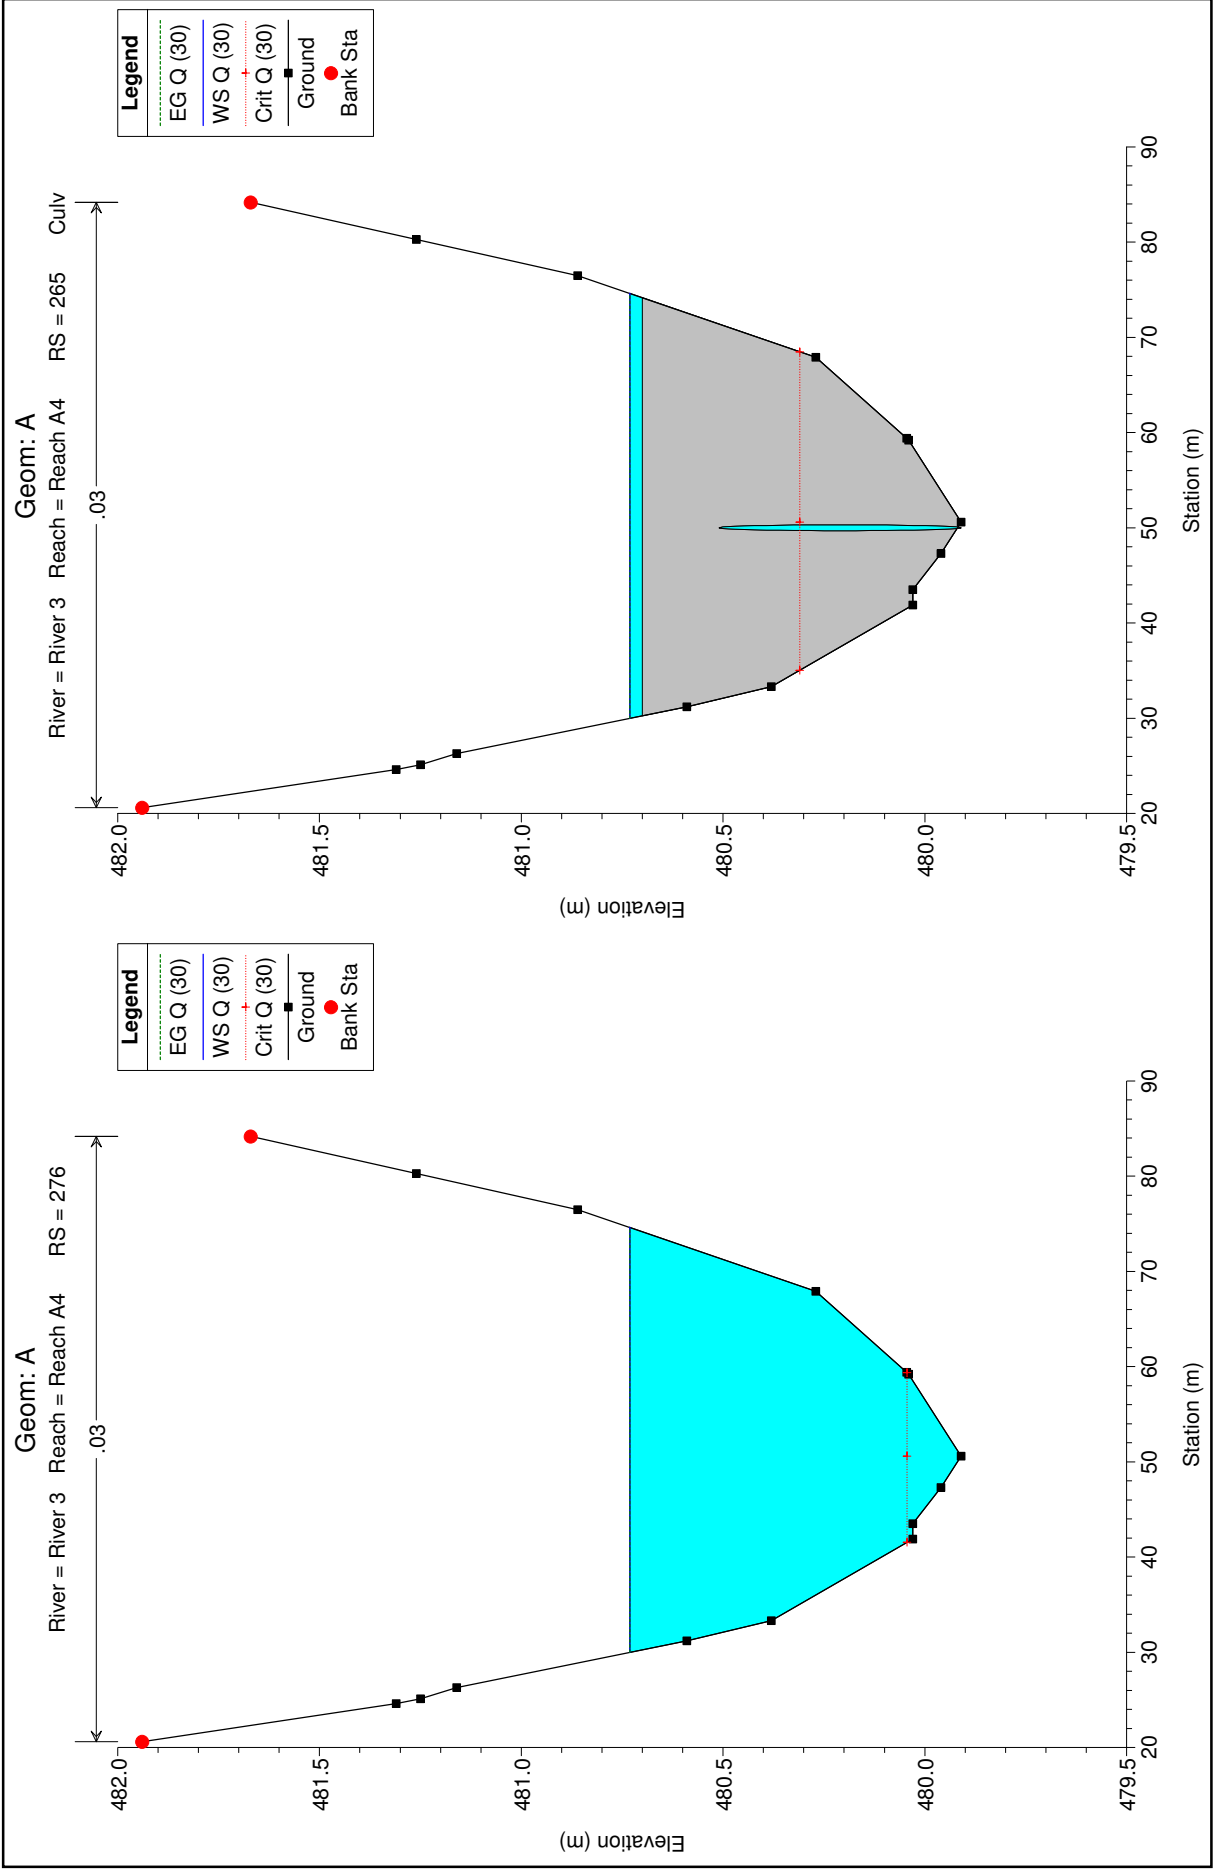 Geom: A
River = River 3 Reach = Reach A4 RS = 276
.03
Legend
EG Q (30)
WS Q (30)
Crit Q (30)
Ground
Bank Sta
482.0
481.5
481.0
480.5
480.0
479.5
Elevation (m)
20 30 40 50 60 70 80 90
Station (m)
Geom: A
River = River 3 Reach = Reach A4 RS = 265 Culv
.03
Legend
EG Q (30)
WS Q (30)
Crit Q (30)
Ground
Bank Sta
482.0
481.5
481.0
480.5
480.0
479.5
Elevation (m)
20 30 40 50 60 70 80 90
Station (m)